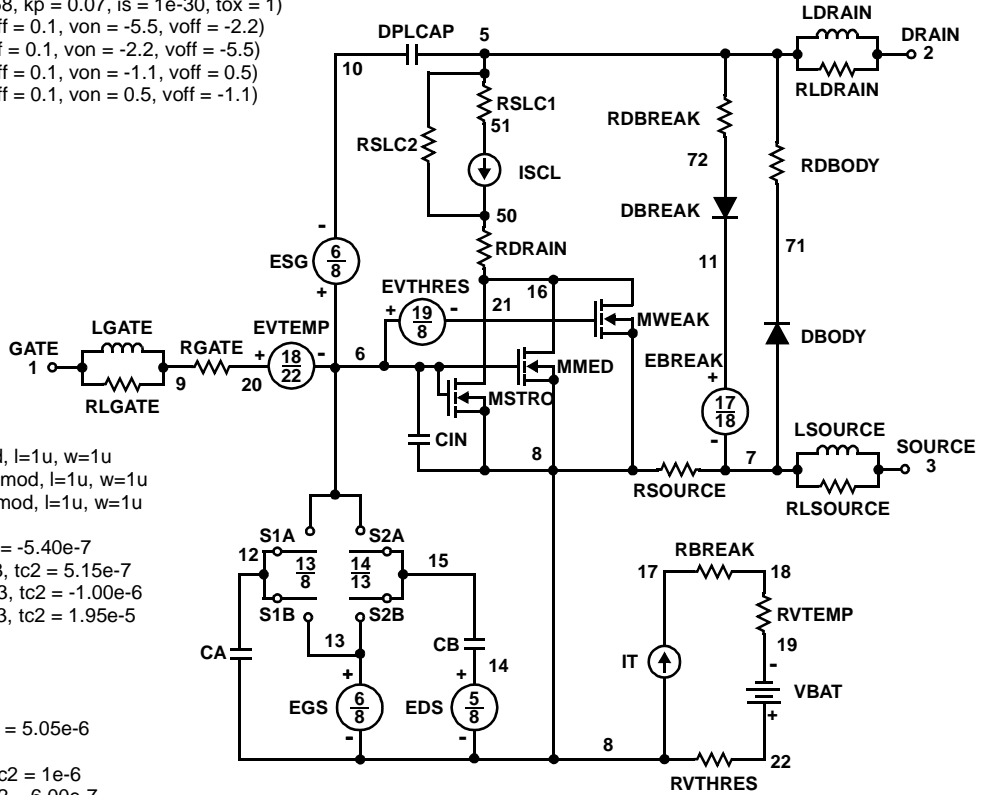 8, kp = 0.07, is = 1e-30, tox = 1)
ff = 0.1, von = -5.5, voff = -2.2)
f = 0.1, von = -2.2, voff = -5.5)
ff = 0.1, von = -1.1, voff = 0.5)
ff = 0.1, von = 0.5, voff = -1.1)
LDRAIN
DPLCAP 5 DRAIN
10 2
RSLC1 RLDRAIN
51 RDBREAK
RSLC2 72 RDBODY
ISCL
DBREAK
50
71
RDRAIN 11
-
ESG 6
8
+
EVTHRES 16
+ 19 - 21
8 MWEAK
LGATE EVTEMP DBODY
GATE RGATE + 18 - 6 EBREAK
1 22 MMED +
9 20
RLGATE MSTRO 17
18
- LSOURCE
CIN SOURCE
8 7 3
RSOURCE
RLSOURCE
d, l=1u, w=1u
mod, l=1u, w=1u
mod, l=1u, w=1u
= -5.40e-7
3, tc2 = 5.15e-7
3, tc2 = -1.00e-6
3, tc2 = 1.95e-5
S1A S2A RBREAK
12 13 14 15 17 18
8 13
S1B S2B RVTEMP
13 CB 19
CA 14 IT -
+ + VBAT
EGS 6 EDS 5 +
8 8
- - 8 22
RVTHRES
= 5.05e-6
tc2 = 1e-6